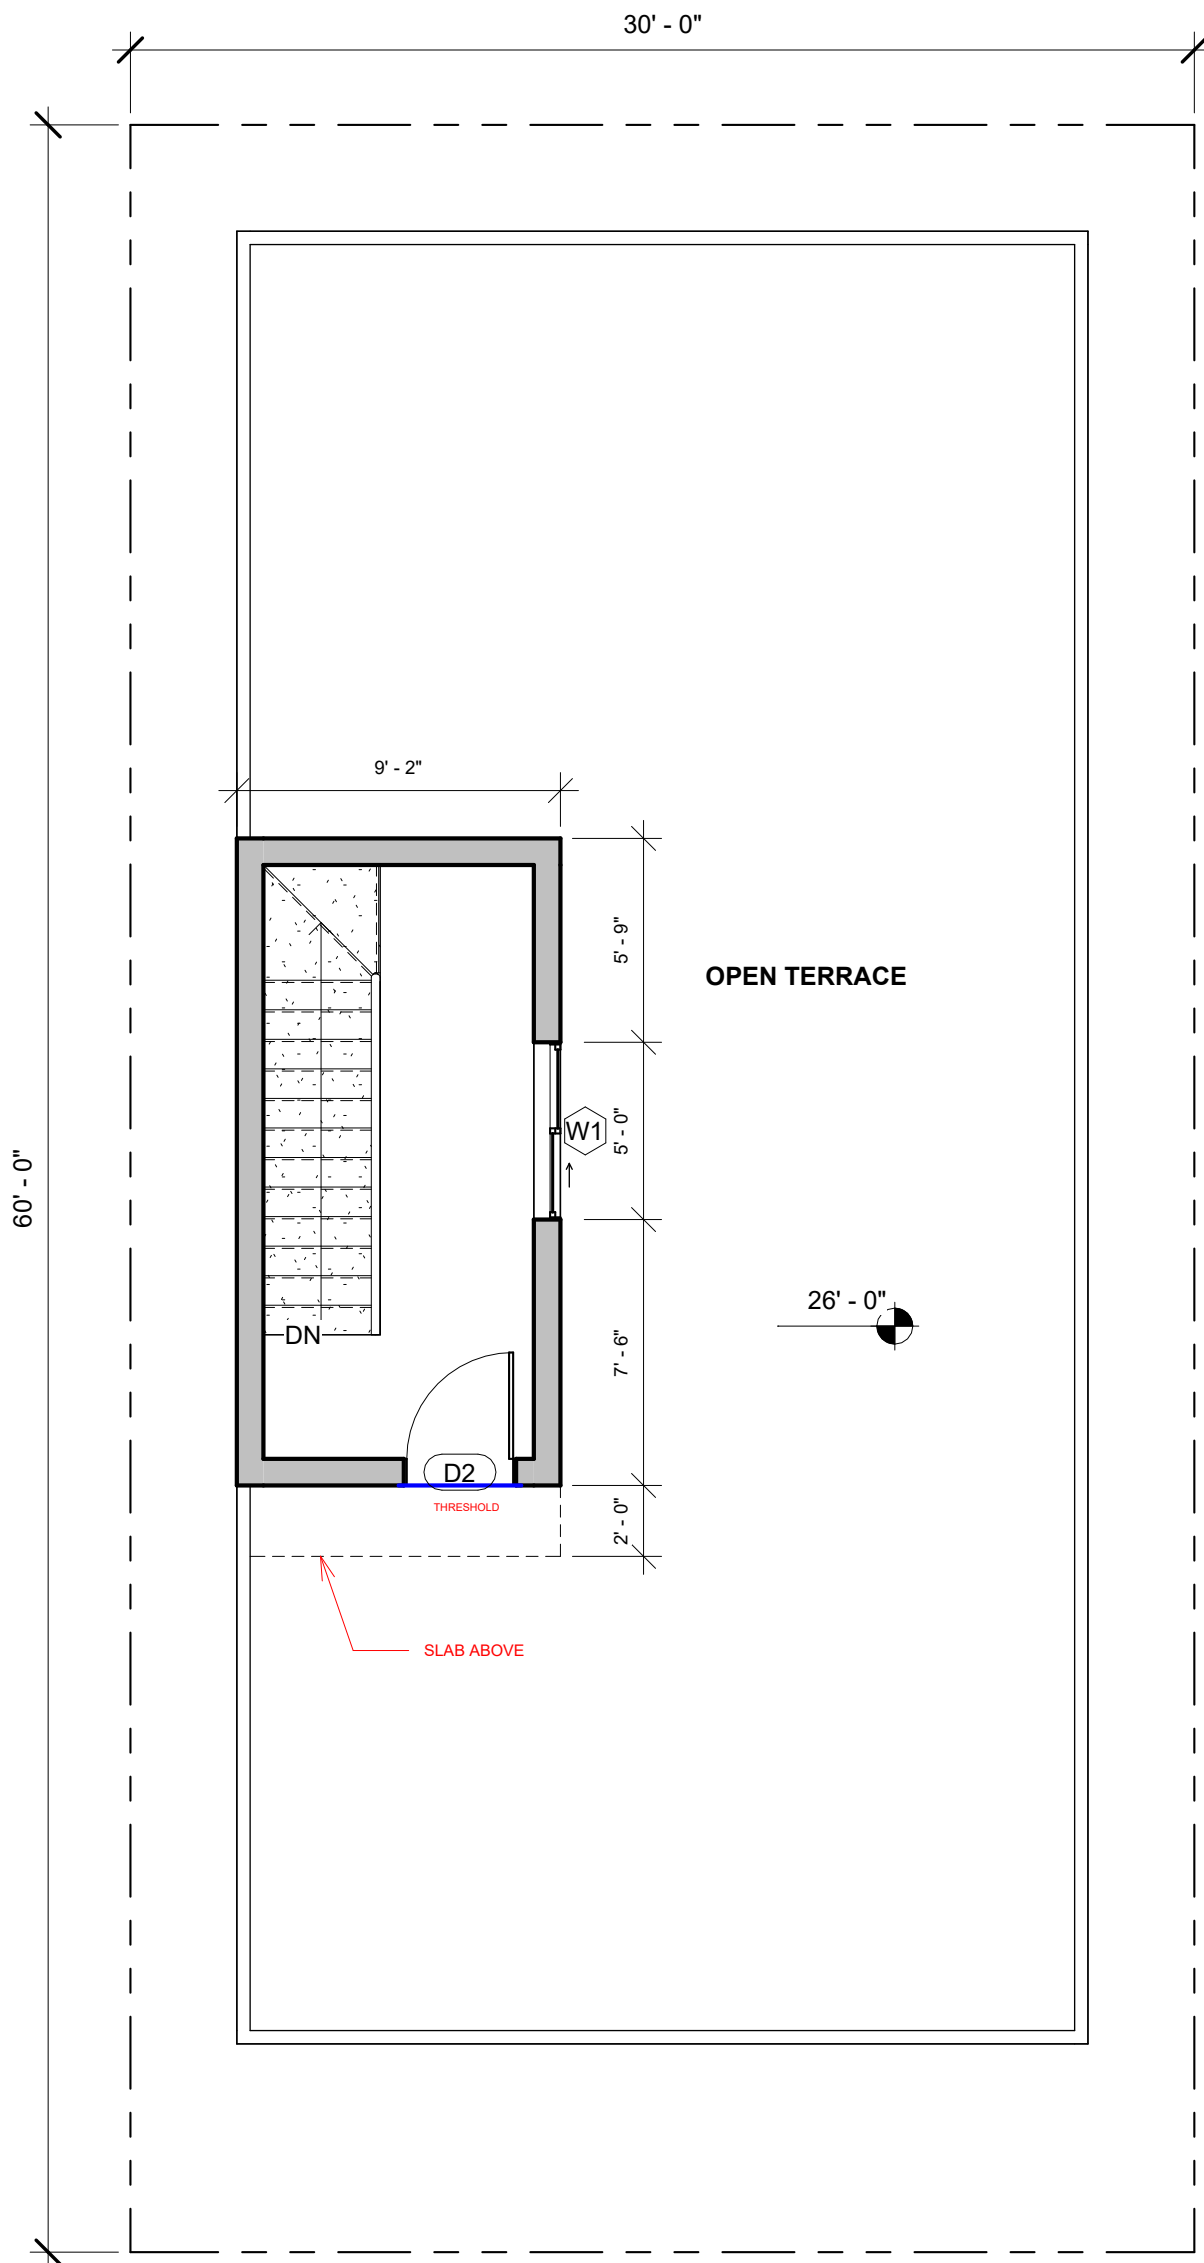 30' - 0"
9' - 2"
5' - 9"
OPEN TERRACE
W1
5' - 0"
60' - 0"
26' - 0"
DN
7' - 6"
D2
THRESHOLD
2' - 0"
SLAB ABOVE